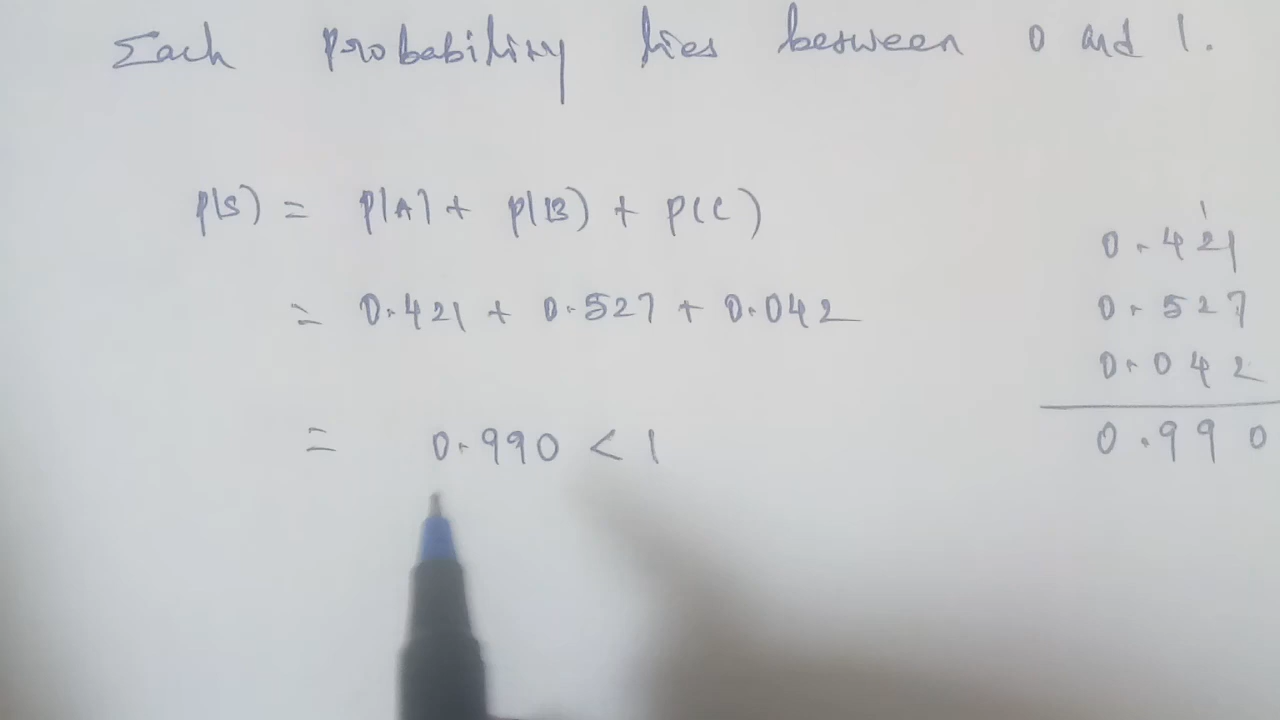 Each probability lies between 0 and 1.
P(S) = P(A) + P(B) + P(C)
= 0.421 + 0.527 + 0.042
= 0.990 < 1
1
0.421
0.527
0.042
0.990